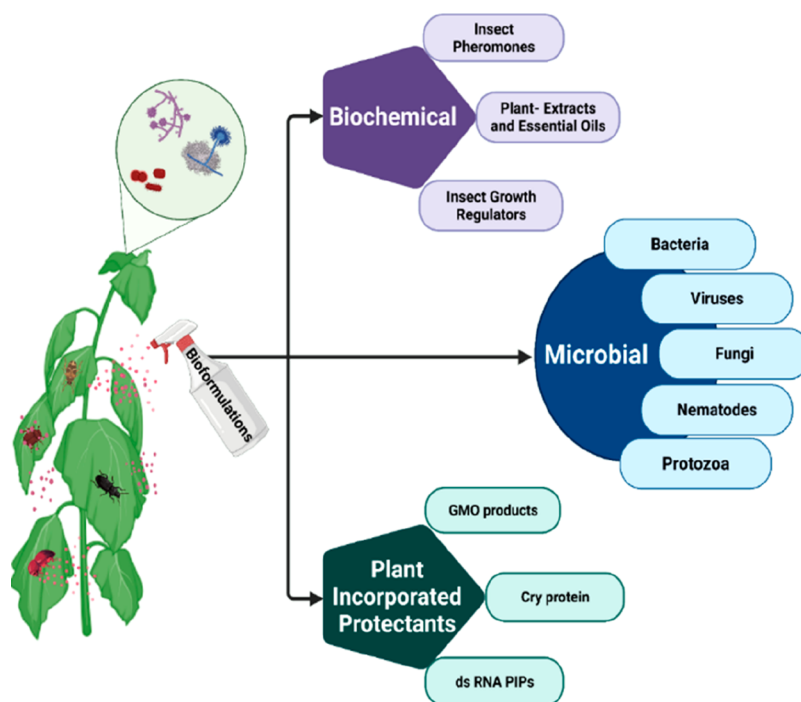 Insect
Pheromones
Biochemical
Plant- Extracts
and Essential Oils
Insect Growth
Regulators
Bacteria
Viruses
Microbial
Fungi
Nematodes
Protozoa
Bioformulations
GMO products
Plant
Incorporated
Protectants
Cry protein
ds RNA PIPs